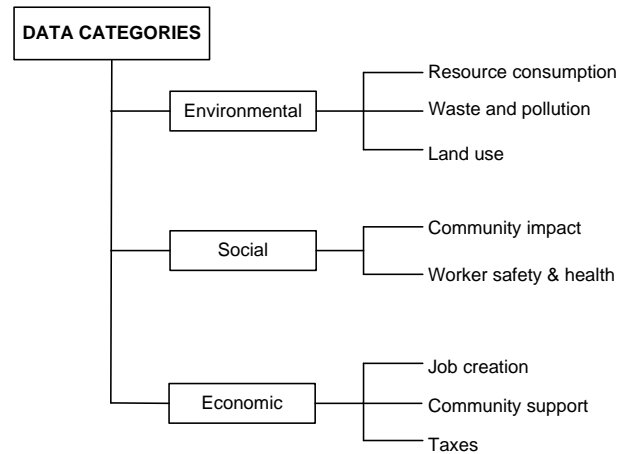 DATA CATEGORIES
Environmental
Resource consumption
Waste and pollution
Land use
Social
Community impact
Worker safety & health
Economic
Job creation
Community support
Taxes